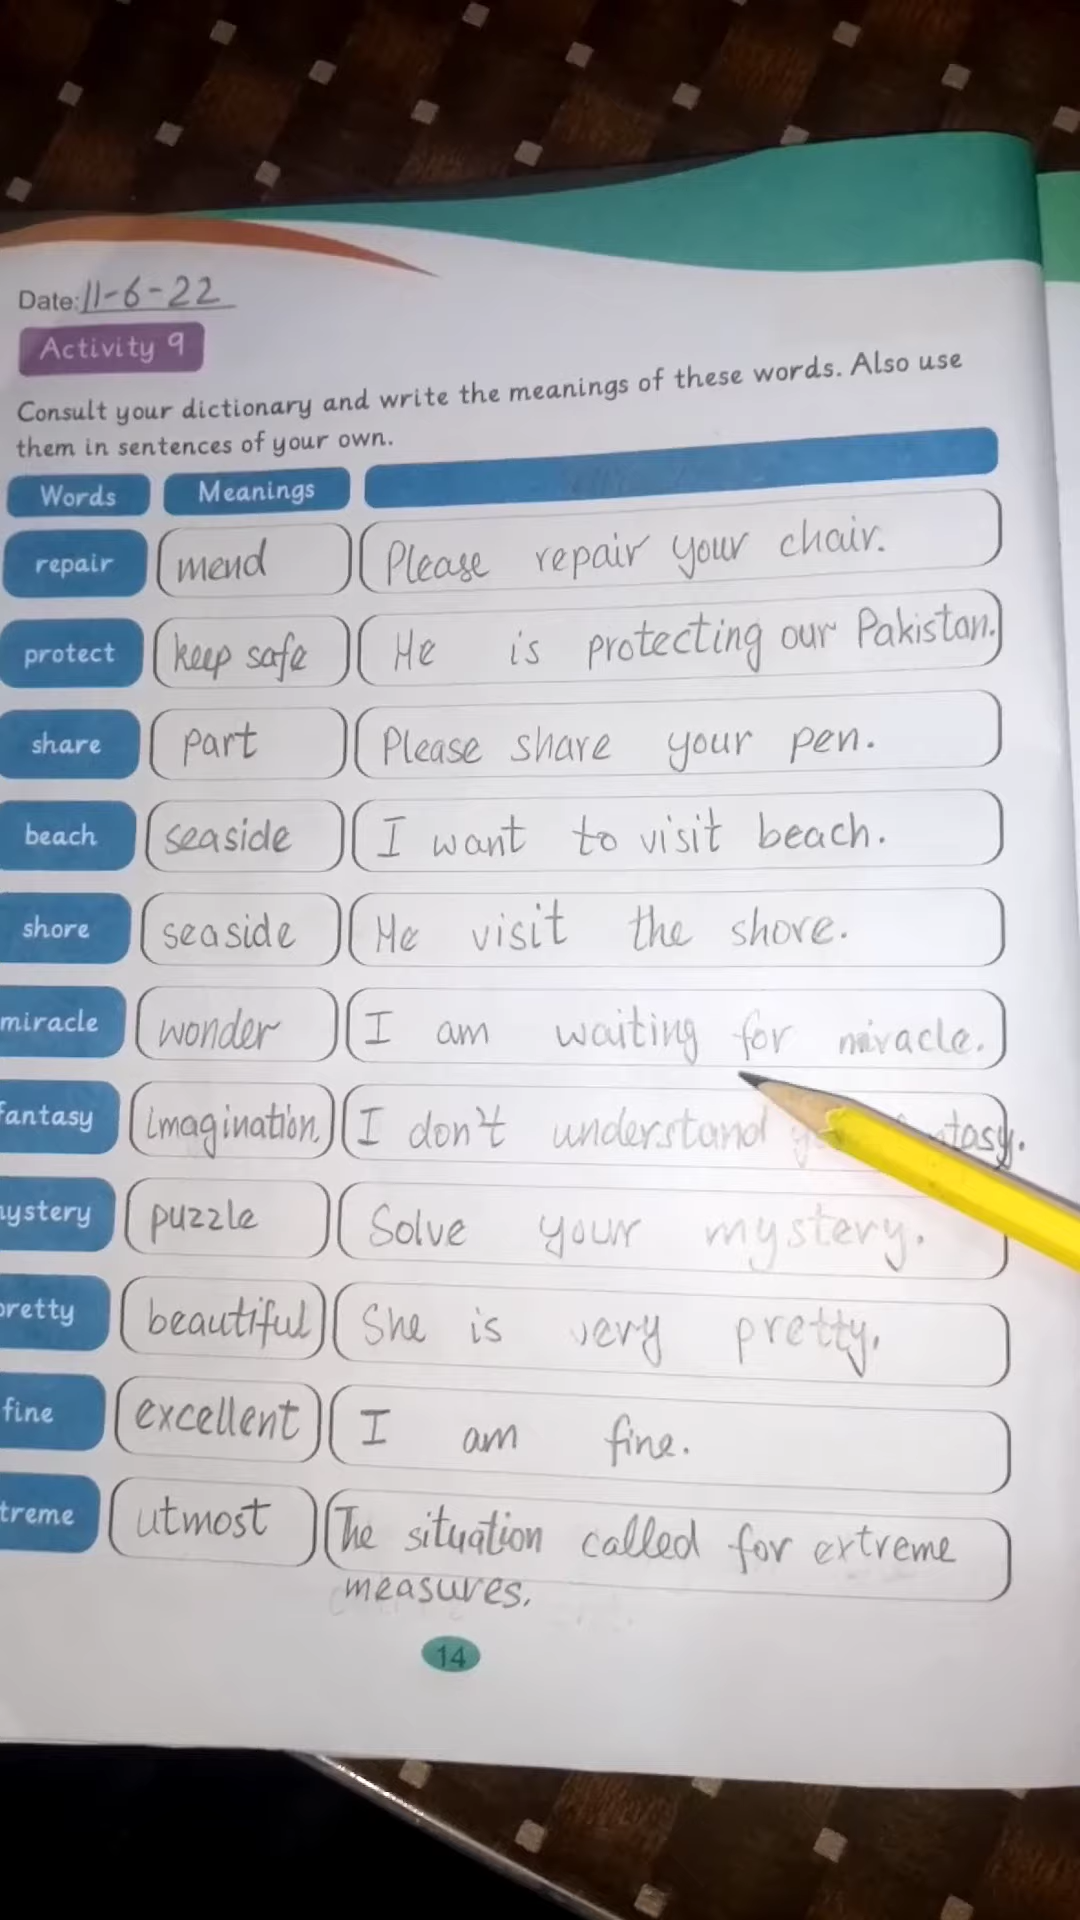 Date: 11-6-22
Activity 9
Consult your dictionary and write the meanings of these words. Also use
them in sentences of your own.
Words Meanings
repair mend Please repair your chair.
protect keep safe He is protecting our Pakistan.
share part Please share your pen.
beach seaside I want to visit beach.
shore seaside He visit the shore.
miracle wonder I am waiting for miracle.
fantasy imagination I don't understand tasy.
ystery puzzle Solve your mystery.
pretty beautiful She is very pretty.
fine excellent I am fine.
treme utmost The situation called for extreme
measures.
14